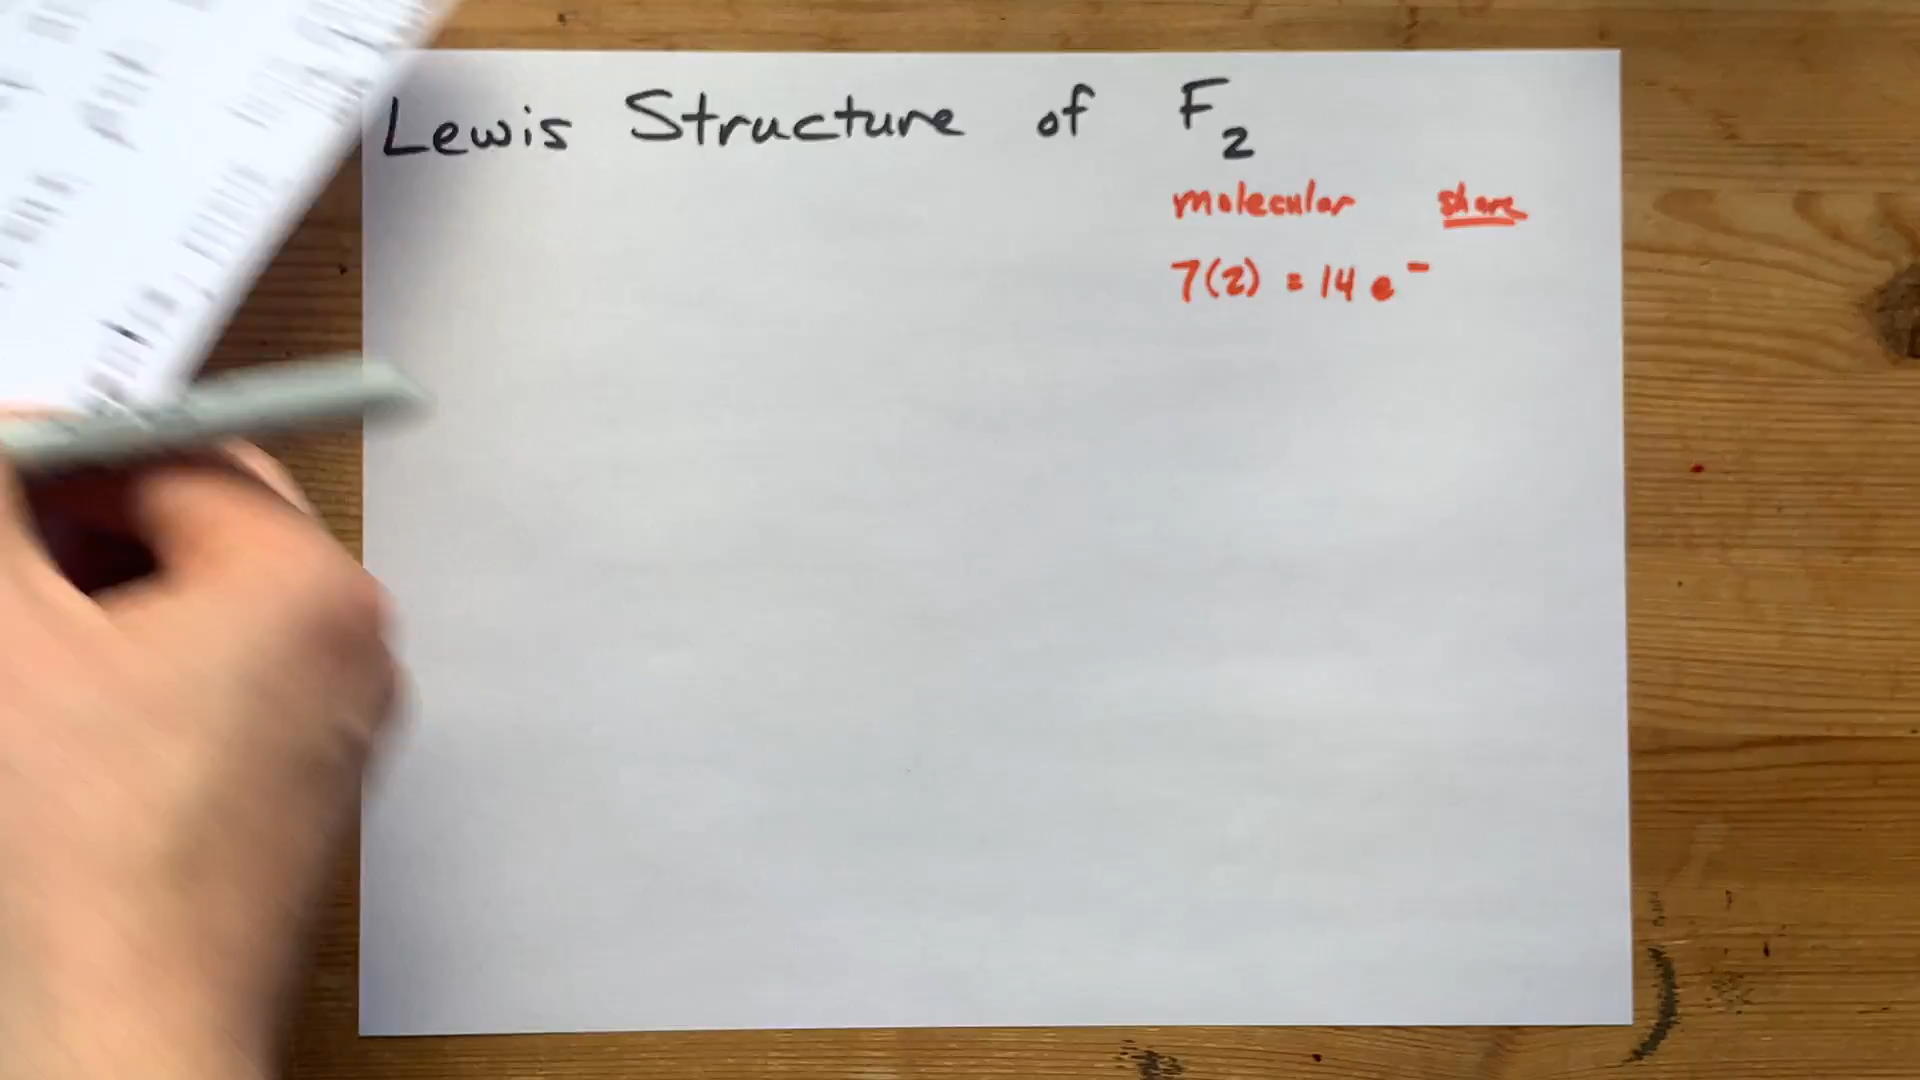 Lewis Structure of F₂
molecular share
7(2) = 14 e⁻